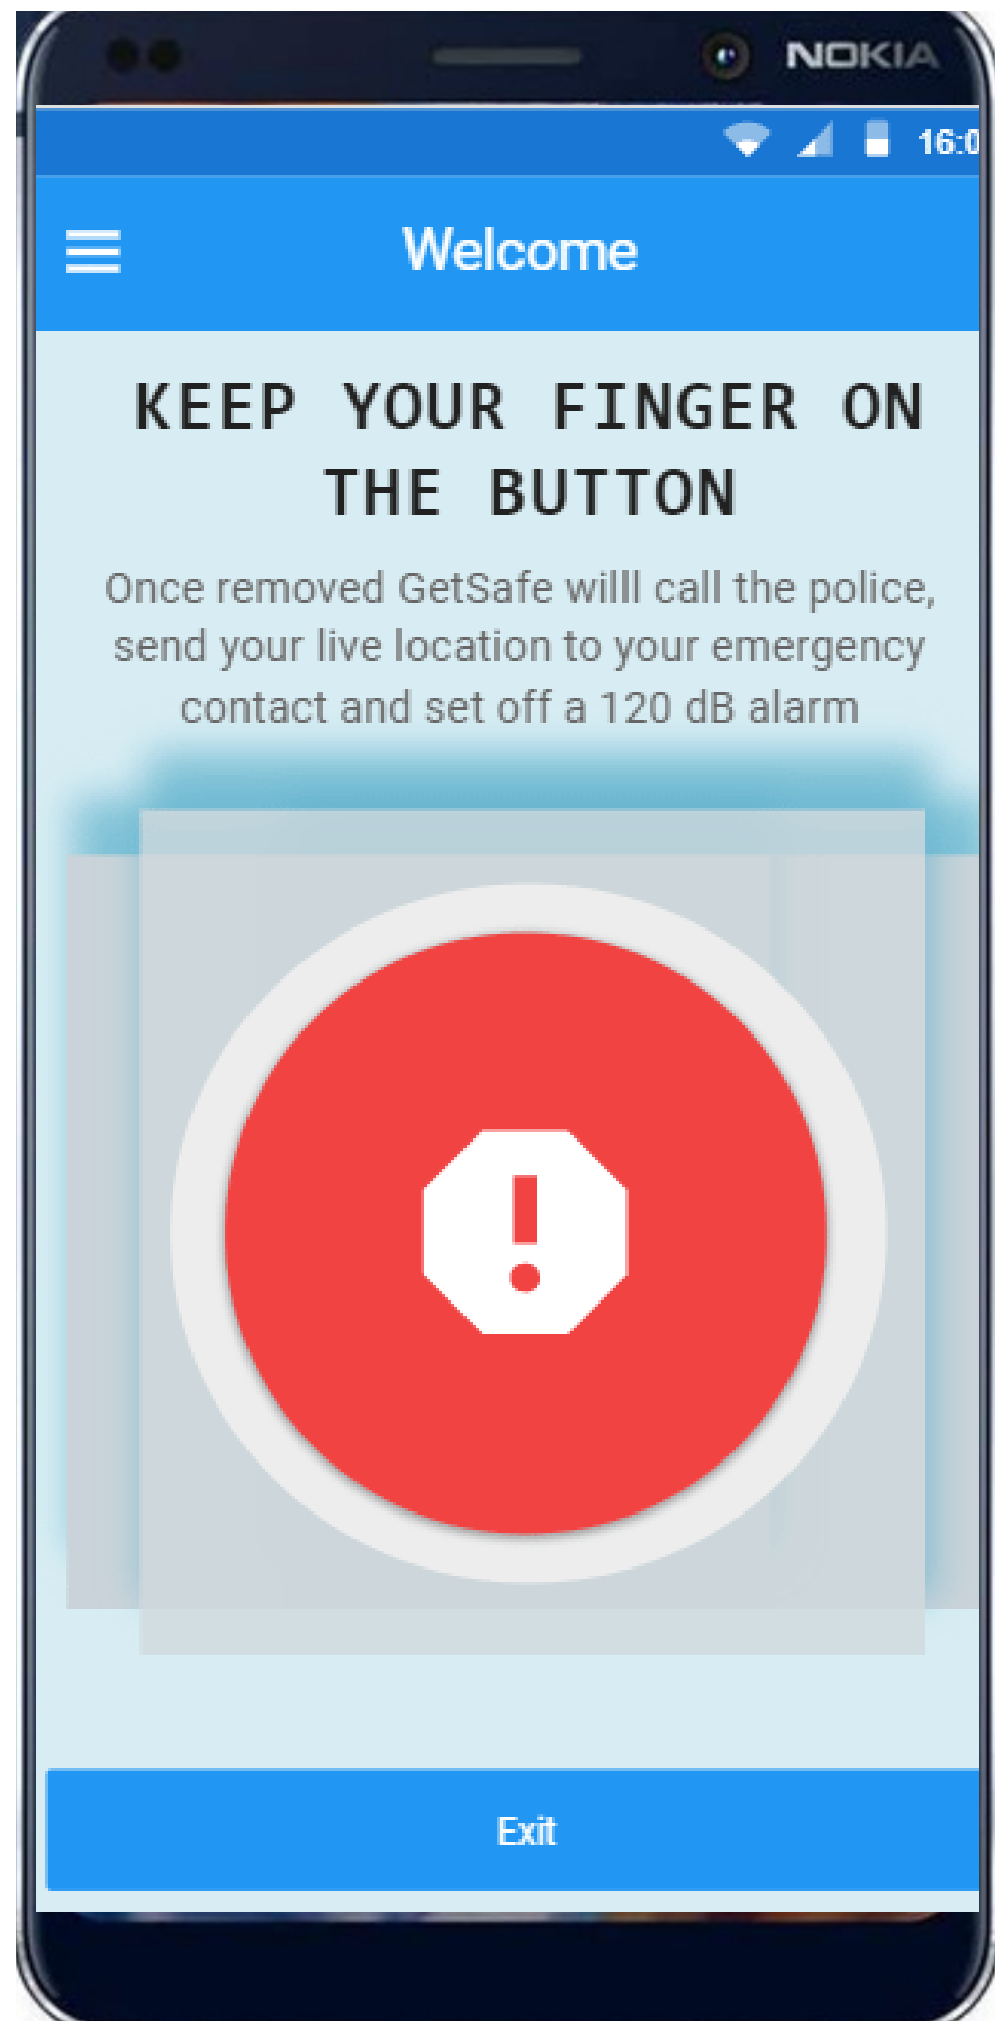 NOKIA
16:0
Welcome
KEEP YOUR FINGER ON
THE BUTTON
Once removed GetSafe willl call the police,
send your live location to your emergency
contact and set off a 120 dB alarm
Exit